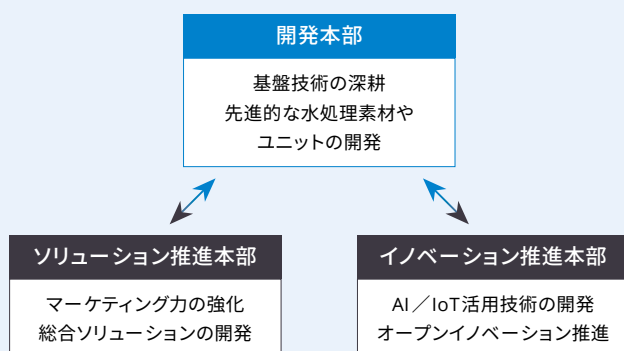 開発本部
基盤技術の深耕
先進的な水処理素材や
ユニットの開発
ソリューション推進本部
マーケティング力の強化
総合ソリューションの開発
イノベーション推進本部
AI／IoT活用技術の開発
オープンイノベーション推進